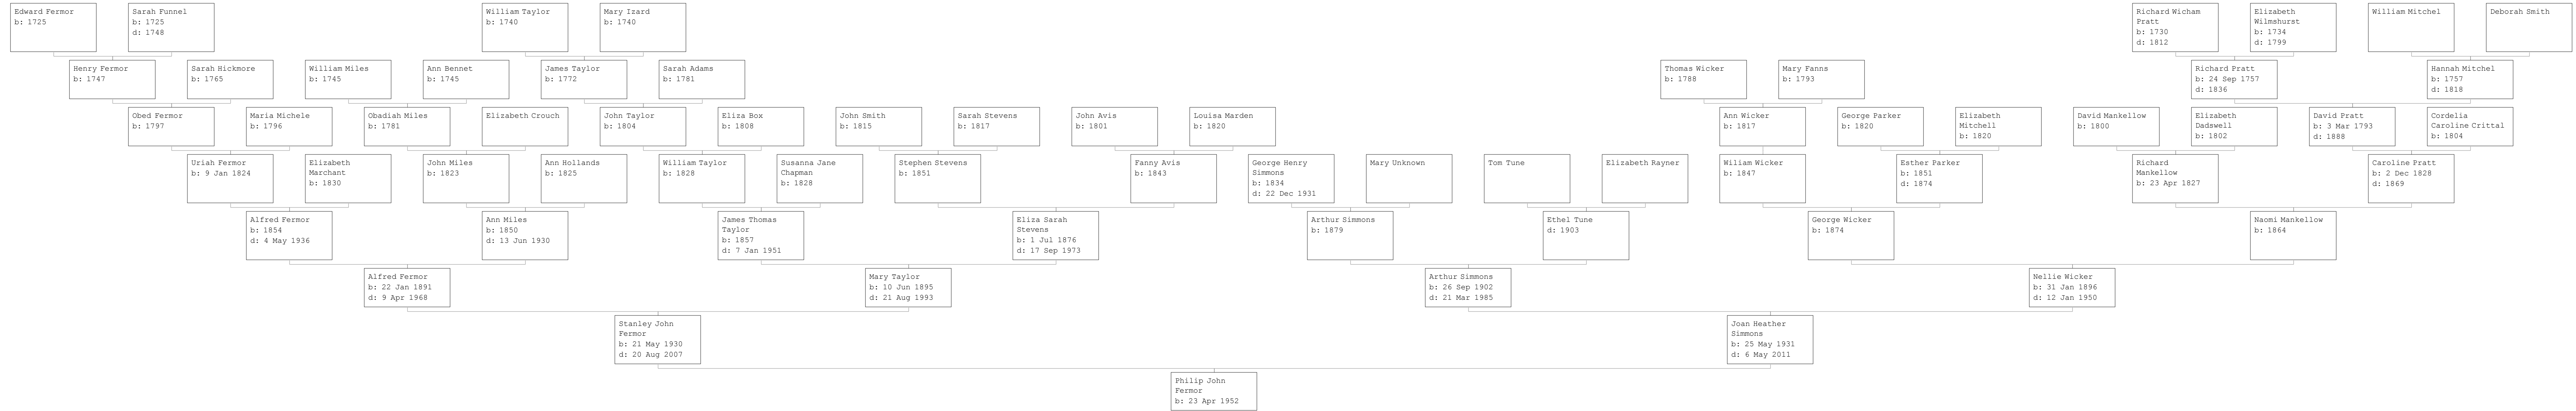 Edward Fermor
b: 1725
Sarah Funnel
b: 1725
d: 1748
William Taylor
b: 1740
Mary Izard
b: 1740
Richard Wicham
Pratt
b: 1730
d: 1812
Elizabeth
Wilmshurst
b: 1734
d: 1799
William Mitchel
Deborah Smith
Henry Fermor
b: 1747
Sarah Hickmore
b: 1765
William Miles
b: 1745
Ann Bennet
b: 1745
James Taylor
b: 1772
Sarah Adams
b: 1781
Thomas Wicker
b: 1788
Mary Fanns
b: 1793
Richard Pratt
b: 24 Sep 1757
d: 1836
Hannah Mitchel
b: 1757
d: 1818
Obed Fermor
b: 1797
Maria Michele
b: 1796
Obadiah Miles
b: 1781
Elizabeth Crouch
John Taylor
b: 1804
Eliza Box
b: 1808
John Smith
b: 1815
Sarah Stevens
b: 1817
John Avis
b: 1801
Louisa Marden
b: 1820
Ann Wicker
b: 1817
George Parker
b: 1820
Elizabeth
Mitchell
b: 1820
David Mankellow
b: 1800
Elizabeth
Dadswell
b: 1802
David Pratt
b: 3 Mar 1793
d: 1888
Cordelia
Caroline Crittal
b: 1804
Uriah Fermor
b: 9 Jan 1824
Elizabeth
Marchant
b: 1830
John Miles
b: 1823
Ann Hollands
b: 1825
William Taylor
b: 1828
Susanna Jane
Chapman
b: 1828
Stephen Stevens
b: 1851
Fanny Avis
b: 1843
George Henry
Simmons
b: 1834
d: 22 Dec 1931
Mary Unknown
Tom Tune
Elizabeth Rayner
Wiliam Wicker
b: 1847
Esther Parker
b: 1851
d: 1874
Richard
Mankellow
b: 23 Apr 1827
Caroline Pratt
b: 2 Dec 1828
d: 1869
Alfred Fermor
b: 1854
d: 4 May 1936
Ann Miles
b: 1850
d: 13 Jun 1930
James Thomas
Taylor
b: 1857
d: 7 Jan 1951
Eliza Sarah
Stevens
b: 1 Jul 1876
d: 17 Sep 1973
Arthur Simmons
b: 1879
Ethel Tune
d: 1903
George Wicker
b: 1874
Naomi Mankellow
b: 1864
Alfred Fermor
b: 22 Jan 1891
d: 9 Apr 1968
Mary Taylor
b: 10 Jun 1895
d: 21 Aug 1993
Arthur Simmons
b: 26 Sep 1902
d: 21 Mar 1985
Nellie Wicker
b: 31 Jan 1896
d: 12 Jan 1950
Stanley John
Fermor
b: 21 May 1930
d: 20 Aug 2007
Joan Heather
Simmons
b: 25 May 1931
d: 6 May 2011
Philip John
Fermor
b: 23 Apr 1952